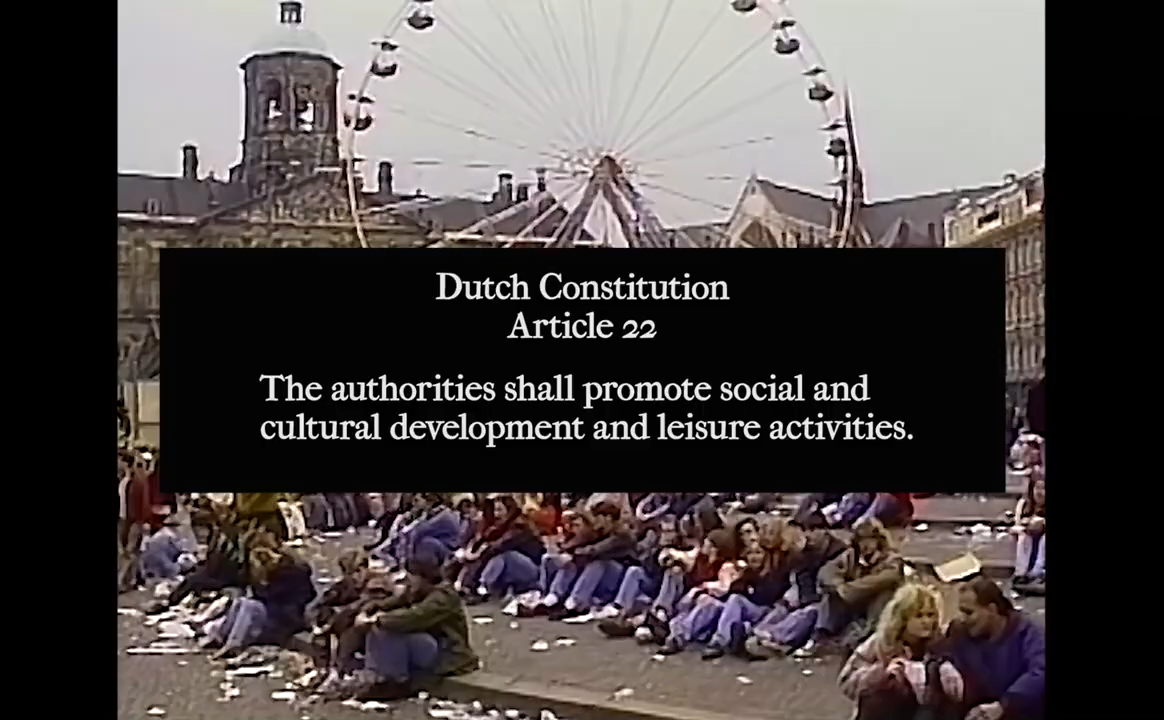 Dutch Constitution
Article 22
The authorities shall promote social and
cultural development and leisure activities.